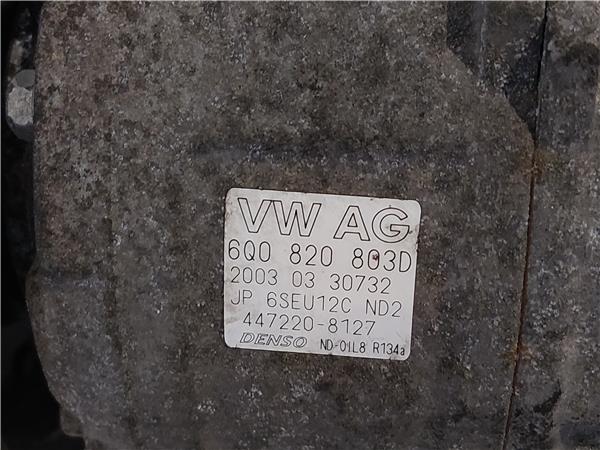 VW AG
6Q0 820 803D
2003 03 30732
JP 6SEU12C ND2
447220-8127
DENSO ND-OIL8 R134a